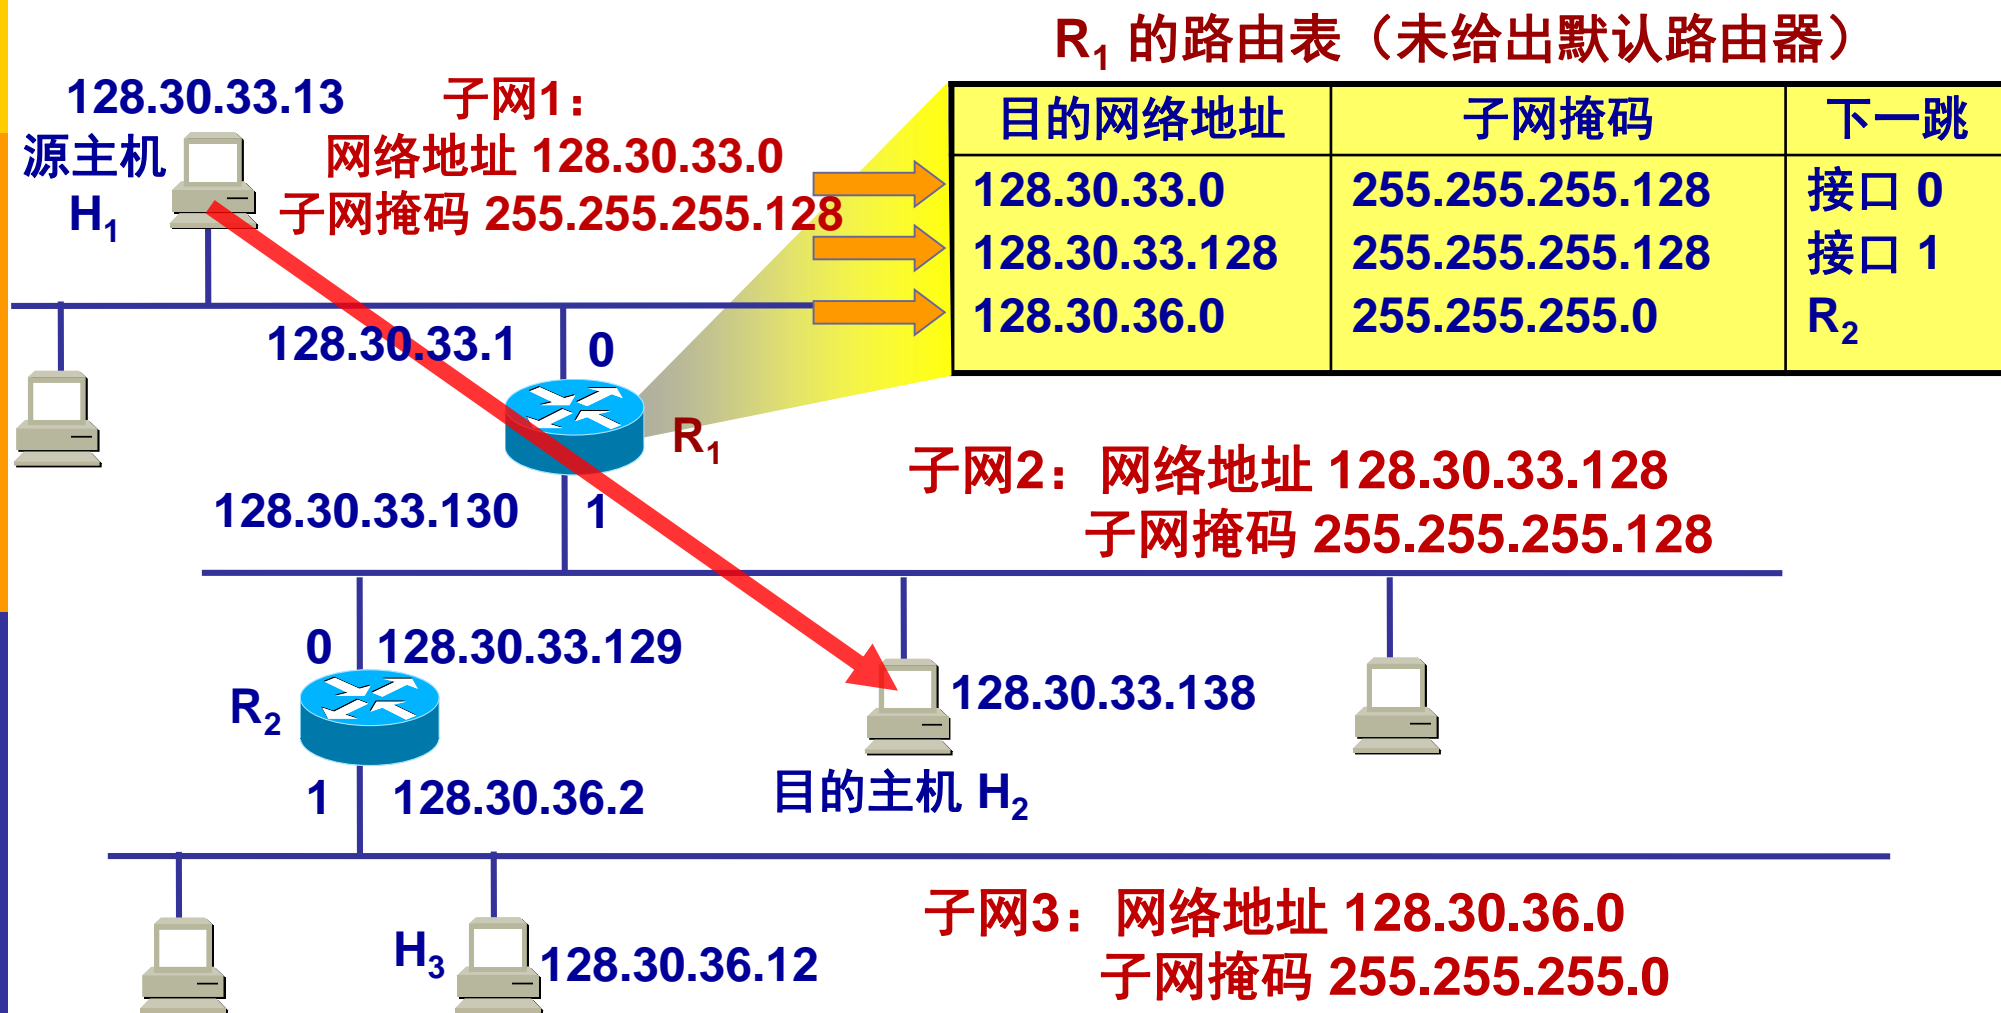 R1 的路由表（未给出默认路由器）
128.30.33.13
源主机
H1
子网1：
网络地址 128.30.33.0
子网掩码 255.255.255.128
目的网络地址 子网掩码 下一跳
128.30.33.0 255.255.255.128 接口 0
128.30.33.128 255.255.255.128 接口 1
128.30.36.0 255.255.255.0 R2
128.30.33.1 0
R1
128.30.33.130 1
子网2：网络地址 128.30.33.128
子网掩码 255.255.255.128
0 128.30.33.129
R2
1 128.30.36.2
128.30.33.138
目的主机 H2
H3 128.30.36.12
子网3：网络地址 128.30.36.0
子网掩码 255.255.255.0